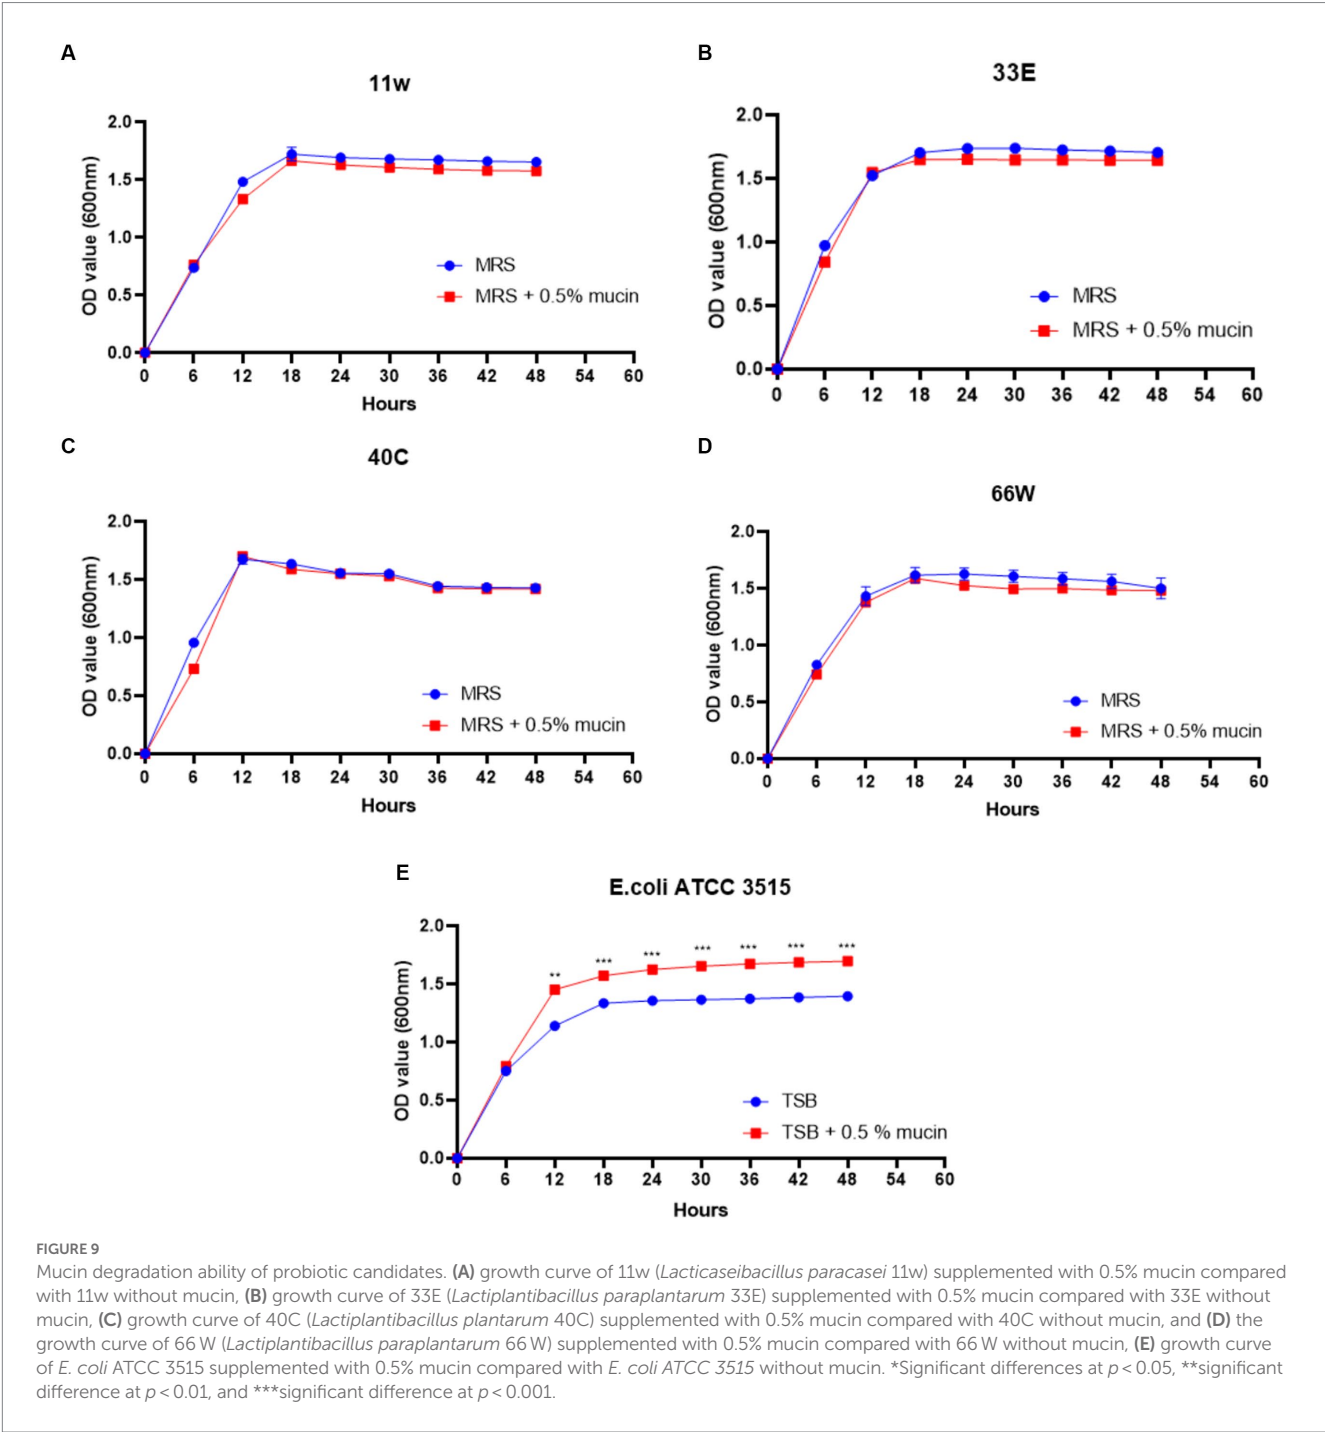 A
11w
2.0
1.5
1.0
0.5
0.0
OD value (600nm)
MRS
MRS + 0.5% mucin
0 6 12 18 24 30 36 42 48 54 60
Hours
B
33E
2.0
1.5
1.0
0.5
0.0
OD value (600nm)
MRS
MRS + 0.5% mucin
0 6 12 18 24 30 36 42 48 54 60
C
40C
2.0
1.5
1.0
0.5
0.0
OD value (600nm)
MRS
MRS + 0.5% mucin
0 6 12 18 24 30 36 42 48 54 60
Hours
D
66W
2.0
1.5
1.0
0.5
0.0
OD value (600nm)
MRS
MRS + 0.5% mucin
0 6 12 18 24 30 36 42 48 54 60
Hours
E
E.coli ATCC 3515
2.0
1.5
1.0
0.5
0.0
OD value (600nm)
** *** *** *** *** *** ***
TSB
TSB + 0.5 % mucin
0 6 12 18 24 30 36 42 48 54 60
Hours
FIGURE 9
Mucin degradation ability of probiotic candidates. (A) growth curve of 11w (Lacticaseibacillus paracasei 11w) supplemented with 0.5% mucin compared
with 11w without mucin, (B) growth curve of 33E (Lactiplantibacillus paraplantarum 33E) supplemented with 0.5% mucin compared with 33E without
mucin, (C) growth curve of 40C (Lactiplantibacillus plantarum 40C) supplemented with 0.5% mucin compared with 40C without mucin, and (D) the
growth curve of 66 W (Lactiplantibacillus paraplantarum 66 W) supplemented with 0.5% mucin compared with 66 W without mucin, (E) growth curve
of E. coli ATCC 3515 supplemented with 0.5% mucin compared with E. coli ATCC 3515 without mucin. *Significant differences at p < 0.05, **significant
difference at p < 0.01, and ***significant difference at p < 0.001.